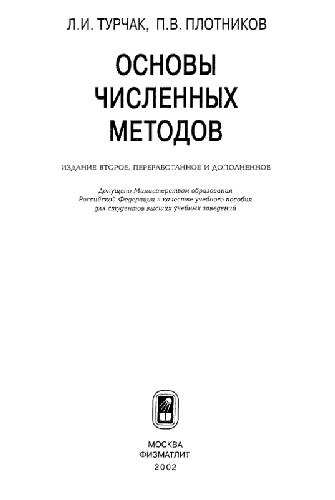 Л.И. ТУРЧАК, П.В. ПЛОТНИКОВ
ОСНОВЫ
ЧИСЛЕННЫХ
МЕТОДОВ
ИЗДАНИЕ ВТОРОЕ, ПЕРЕРАБОТАННОЕ И ДОПОЛНЕННОЕ
Допущено Министерством образования
Российской Федерации в качестве учебного пособия
для студентов высших учебных заведений
МОСКВА
ФИЗМАТЛИТ
2002